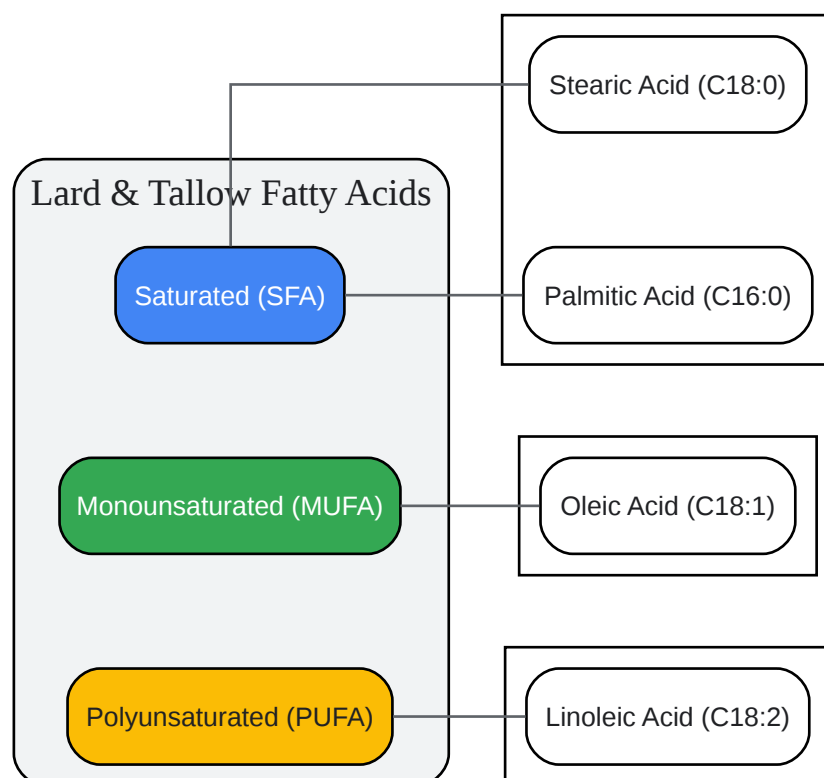 Stearic Acid (C18:0)
Lard & Tallow Fatty Acids
Saturated (SFA)
Palmitic Acid (C16:0)
Monounsaturated (MUFA)
Oleic Acid (C18:1)
Polyunsaturated (PUFA)
Linoleic Acid (C18:2)